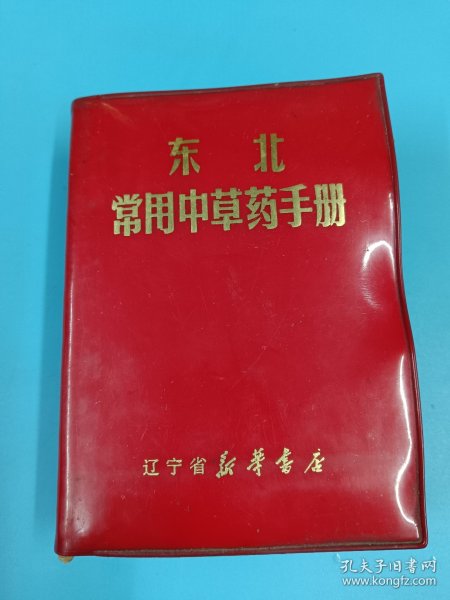 东 北
常用中草药手册
辽宁省新华书店
孔夫子旧书网
www.kongfz.com